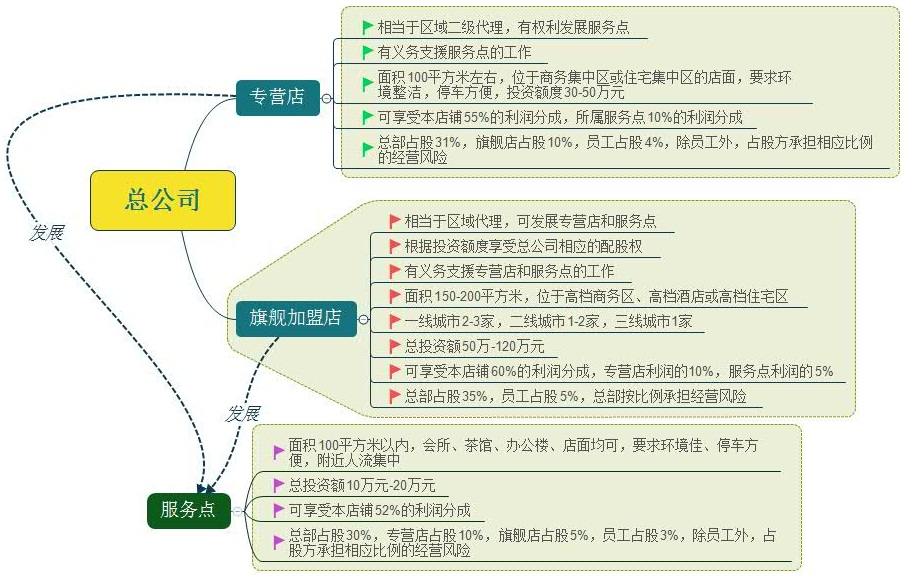 相当于区域二级代理，有权利发展服务点
有义务支援服务点的工作
面积100平方米左右，位于商务集中区或住宅集中区的店面，要求环
境整洁，停车方便，投资额度30-50万元
专营店
可享受本店铺55%的利润分成，所属服务点10%的利润分成
总部占股31%，旗舰店占股10%，员工占股4%，除员工外，占股方承担相应比例
的经营风险
总公司
发展
相当于区域代理，可发展专营店和服务点
根据投资额度享受总公司相应的配股权
有义务支援专营店和服务点的工作
面积150-200平方米，位于高档商务区、高档酒店或高档住宅区
旗舰加盟店
一线城市2-3家，二线城市1-2家，三线城市1家
总投资额50万-120万元
可享受本店铺60%的利润分成，专营店利润的10%，服务点利润的5%
总部占股35%，员工占股5%，总部按比例承担经营风险
发展
面积100平方米以内，会所、茶馆、办公楼、店面均可，要求环境佳、停车方
便，附近人流集中
总投资额10万元-20万元
服务点
可享受本店铺52%的利润分成
总部占股30%，专营店占股10%，旗舰店占股5%，员工占股3%，除员工外，占
股方承担相应比例的经营风险